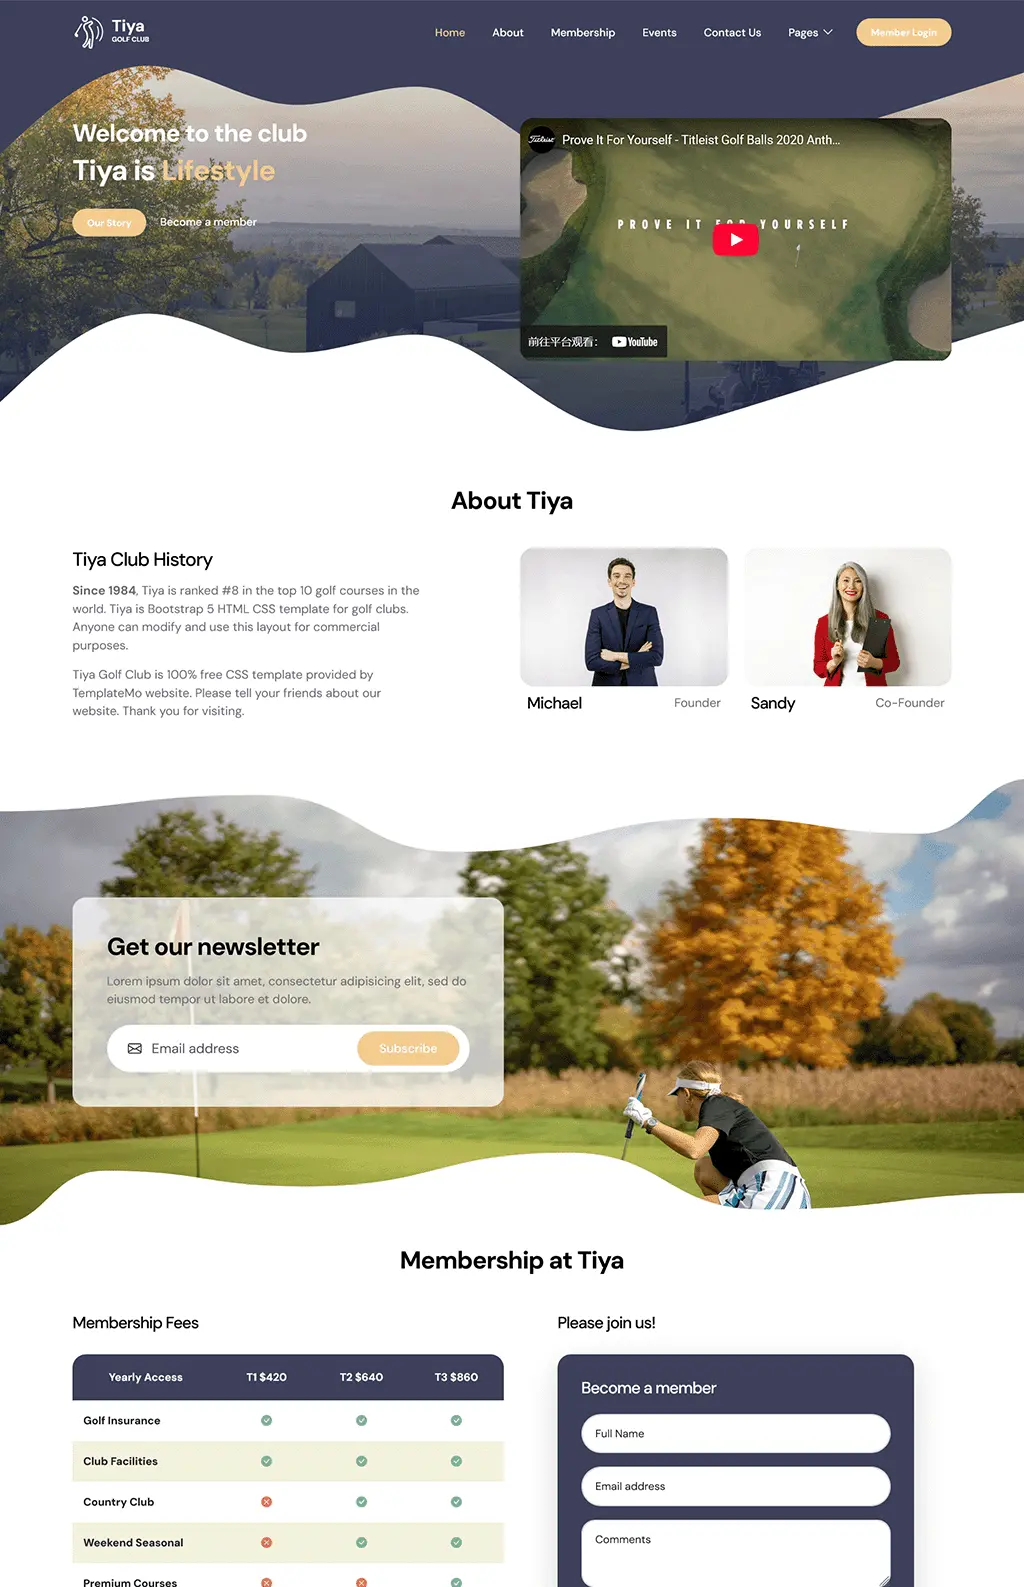 Tiya
GOLF CLUB
Home
About
Membership
Events
Contact Us
Pages
Member Login
Welcome to the club
Tiya is Lifestyle
Our Story
Become a member
Titleist
Prove It For Yourself - Titleist Golf Balls 2020 Anth...
PROVE IT FOR YOURSELF
前往平台观看：
YouTube
About Tiya
Tiya Club History
Since 1984, Tiya is ranked #8 in the top 10 golf courses in the
world. Tiya is Bootstrap 5 HTML CSS template for golf clubs.
Anyone can modify and use this layout for commercial
purposes.
Tiya Golf Club is 100% free CSS template provided by
TemplateMo website. Please tell your friends about our
website. Thank you for visiting.
Michael
Founder
Sandy
Co-Founder
Get our newsletter
Lorem ipsum dolor sit amet, consectetur adipisicing elit, sed do
eiusmod tempor ut labore et dolore.
Email address
Subscribe
Membership at Tiya
Membership Fees
Yearly Access
T1 $420
T2 $640
T3 $860
Golf Insurance
Club Facilities
Country Club
Weekend Seasonal
Premium Courses
Please join us!
Become a member
Full Name
Email address
Comments